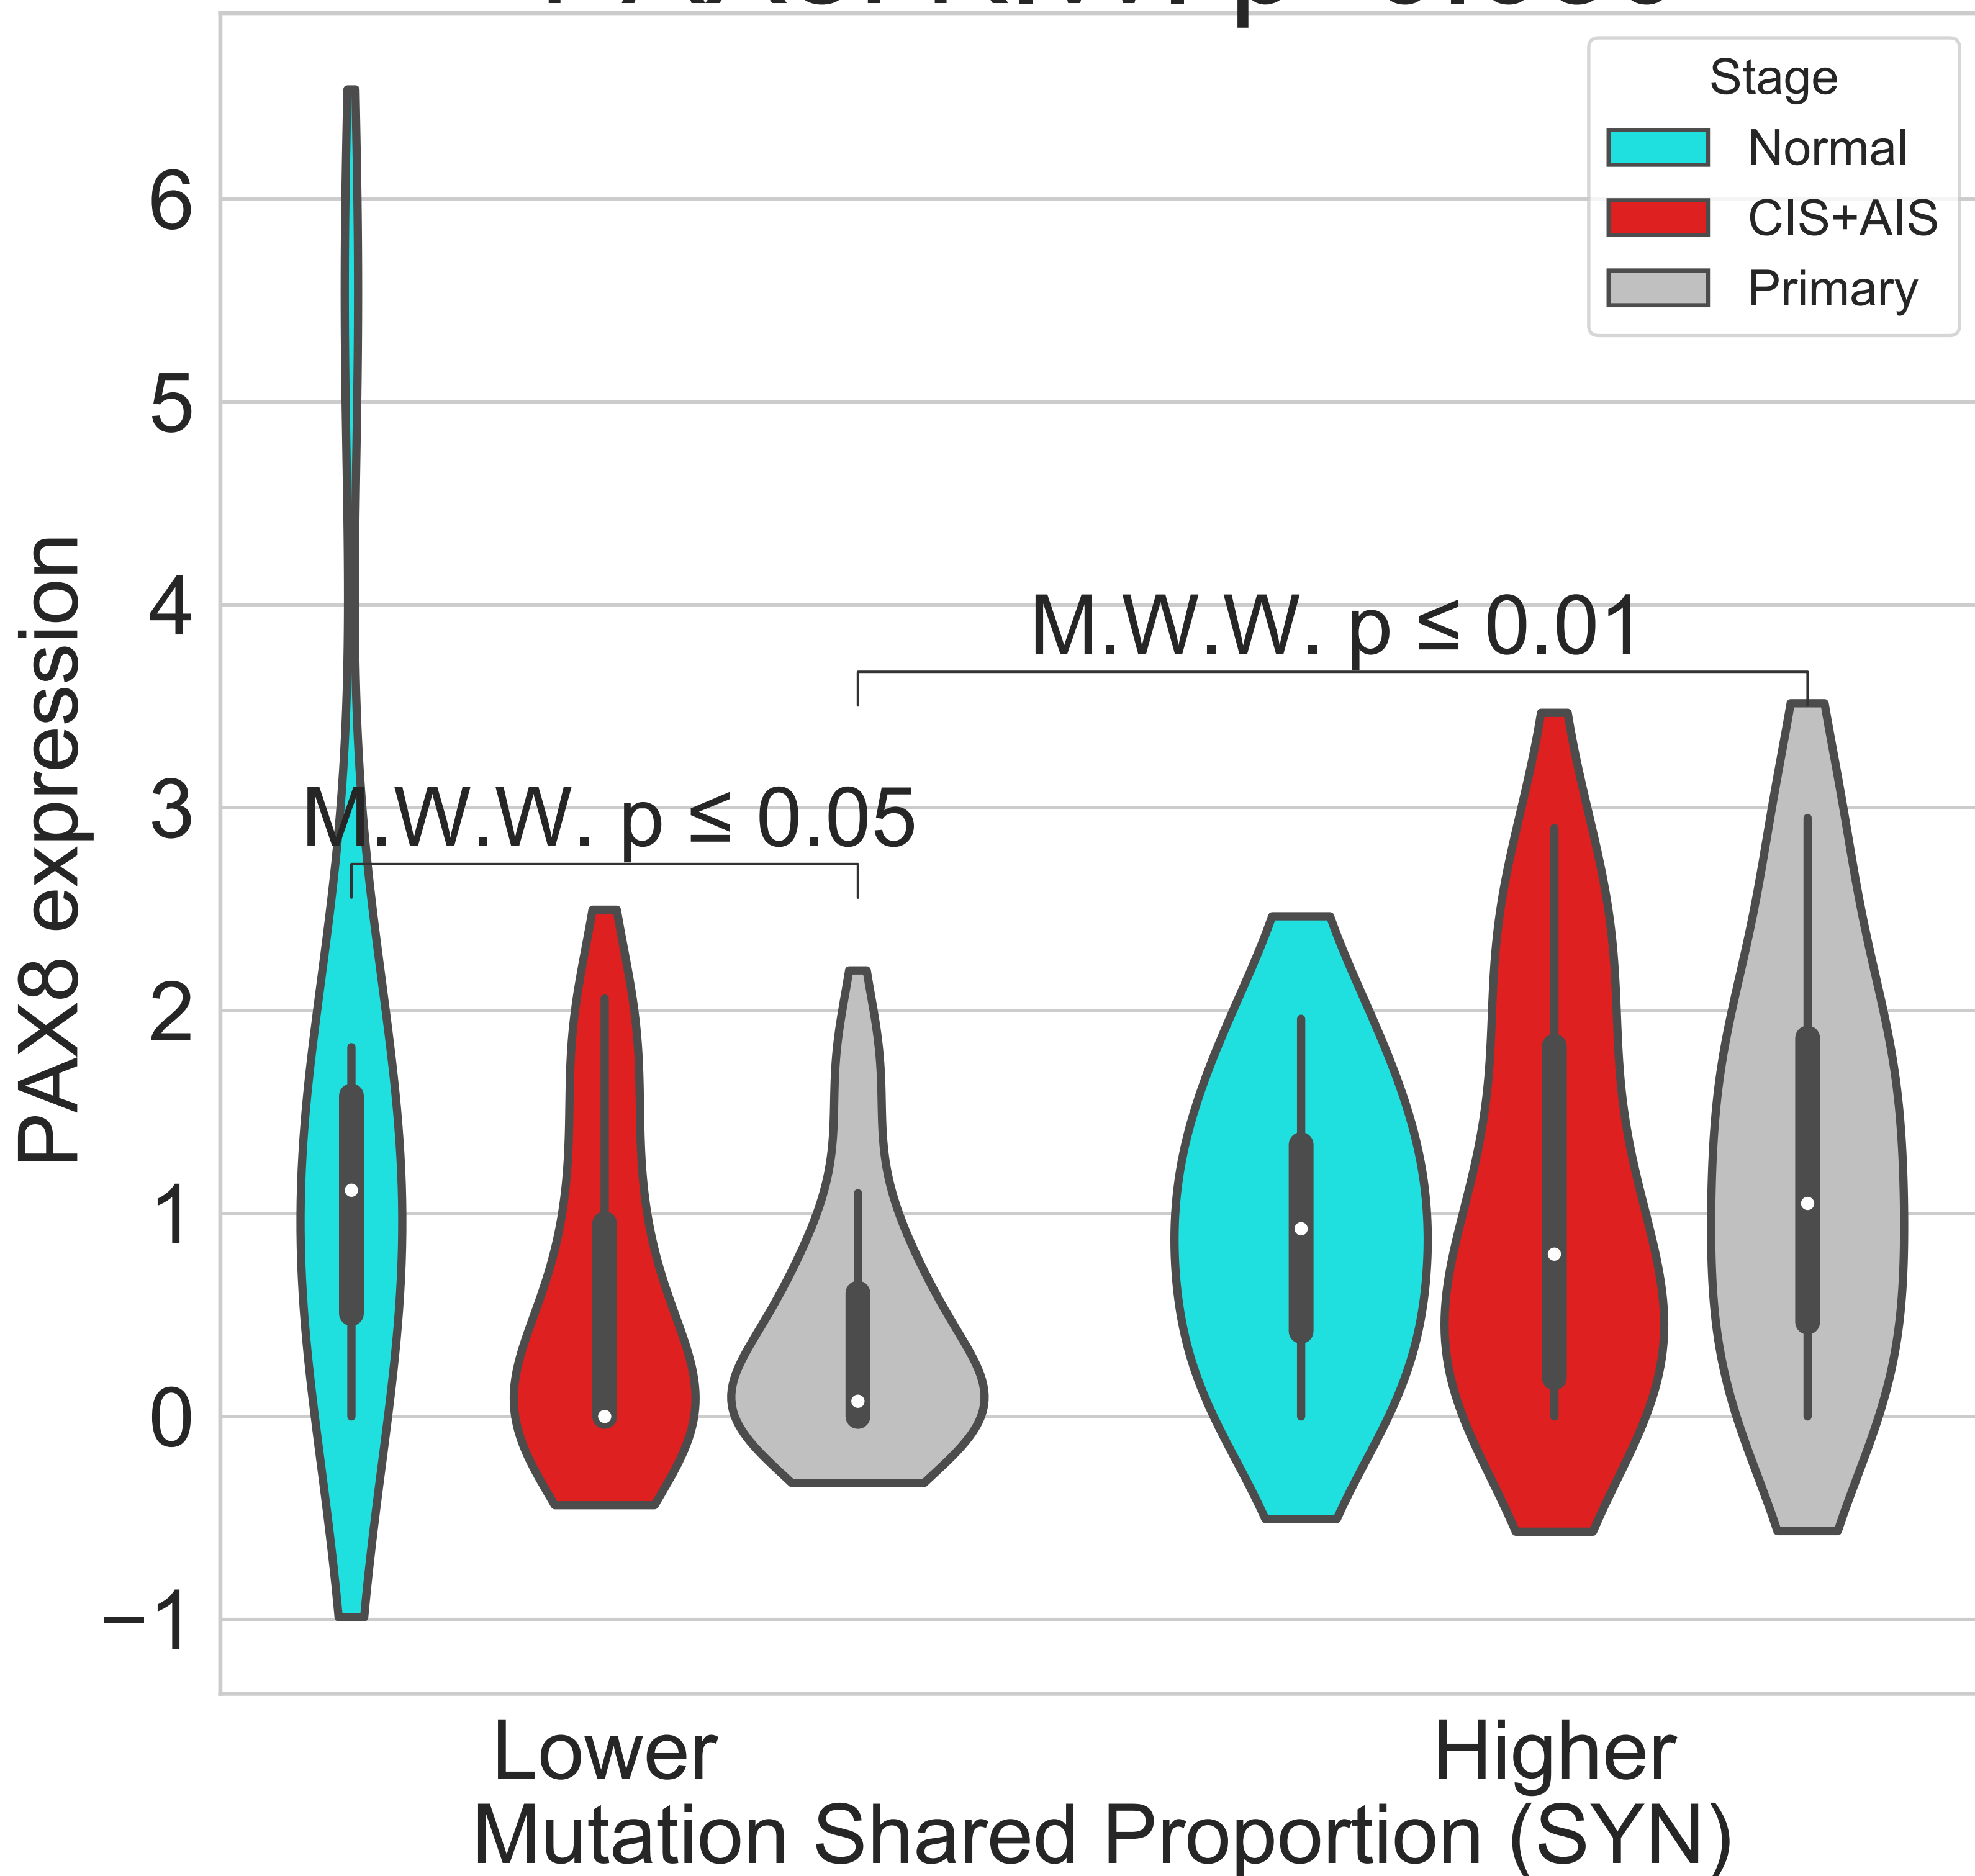 Stage
Normal
CIS+AIS
Primary
6
5
4
3
2
1
0
−1
PAX8 expression
M.W.W. p ≤ 0.01
M.W.W. p ≤ 0.05
Lower
Higher
Mutation Shared Proportion (SYN)